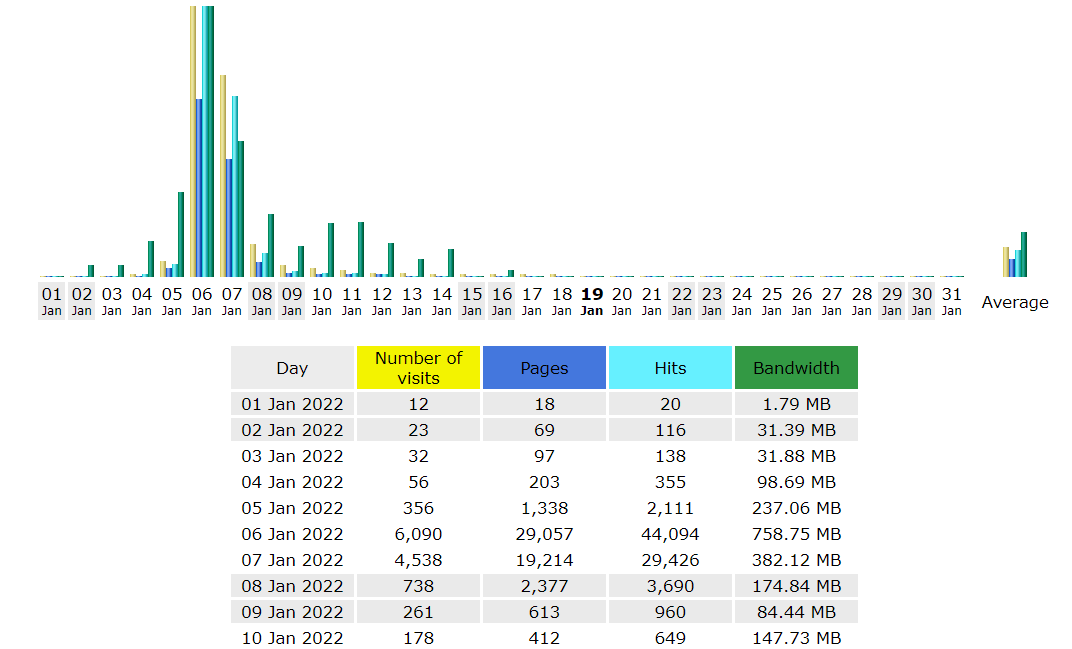 01 02 03 04 05 06 07 08 09 10 11 12 13 14 15 16 17 18 19 20 21 22 23 24 25 26 27 28 29 30 31
Jan Jan Jan Jan Jan Jan Jan Jan Jan Jan Jan Jan Jan Jan Jan Jan Jan Jan Jan Jan Jan Jan Jan Jan Jan Jan Jan Jan Jan Jan Jan
Average
Day Number of visits Pages Hits Bandwidth
01 Jan 2022 12 18 20 1.79 MB
02 Jan 2022 23 69 116 31.39 MB
03 Jan 2022 32 97 138 31.88 MB
04 Jan 2022 56 203 355 98.69 MB
05 Jan 2022 356 1,338 2,111 237.06 MB
06 Jan 2022 6,090 29,057 44,094 758.75 MB
07 Jan 2022 4,538 19,214 29,426 382.12 MB
08 Jan 2022 738 2,377 3,690 174.84 MB
09 Jan 2022 261 613 960 84.44 MB
10 Jan 2022 178 412 649 147.73 MB